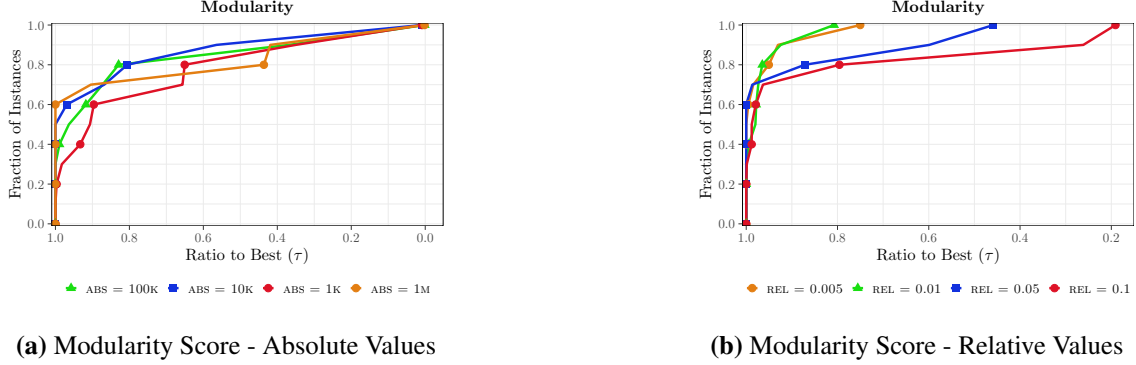 Modularity
1.0
0.8
0.6
0.4
0.2
0.0
Fraction of Instances
1.0 0.8 0.6 0.4 0.2 0.0
Ratio to Best (τ)
ABS = 100K ABS = 10K ABS = 1K ABS = 1M
(a) Modularity Score - Absolute Values
Modularity
1.0
0.8
0.6
0.4
0.2
0.0
Fraction of Instances
1.0 0.8 0.6 0.4 0.2
Ratio to Best (τ)
REL = 0.005 REL = 0.01 REL = 0.05 REL = 0.1
(b) Modularity Score - Relative Values